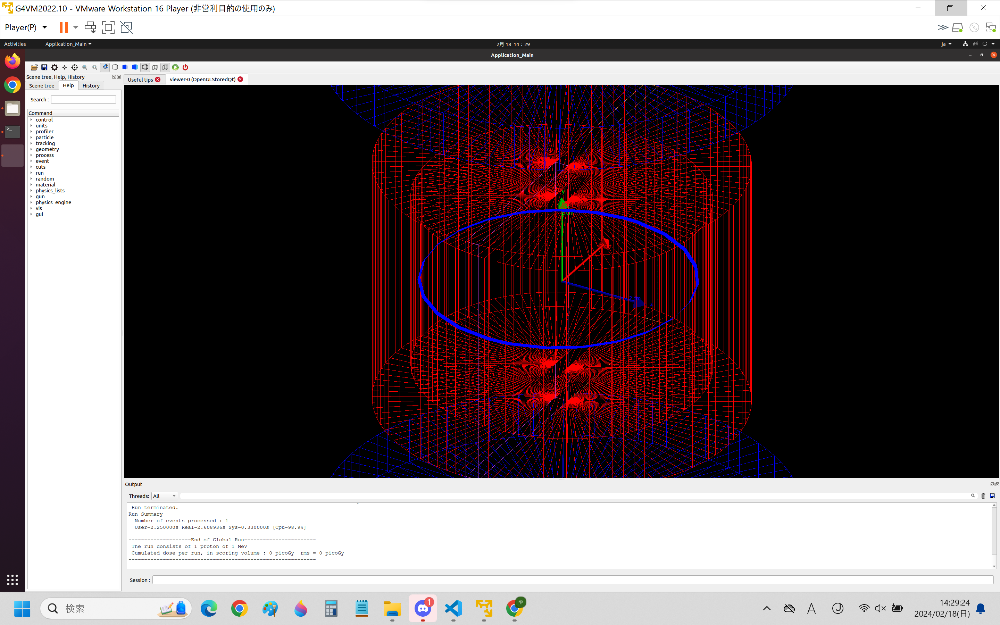 G4VM2022.10 - VMware Workstation 16 Player (非営利目的の使用のみ)
Player(P)
Activities
Application_Main
2月 18 14：29
ja
Application_Main
Scene tree, Help, History
Useful tips
viewer-0 (OpenGLStoredQt)
Scene tree
Help
History
Search :
Command
control
units
profiler
particle
tracking
geometry
process
event
cuts
run
random
material
physics_lists
gun
physics_engine
vis
gui
y
2 cm
z
Output
Threads:
All
Run terminated.
Run Summary
Number of events processed : 1
User=2.250000s Real=2.608936s Sys=0.330000s [Cpu=98.9%]
--------------------End of Global Run-----------------------
The run consists of 1 proton of 1 MeV
Cumulated dose per run, in scoring volume : 0 picoGy  rms = 0 picoGy
------------------------------------------------------------
Session :
検索
1
A
J
14:29:24
2024/02/18(日)